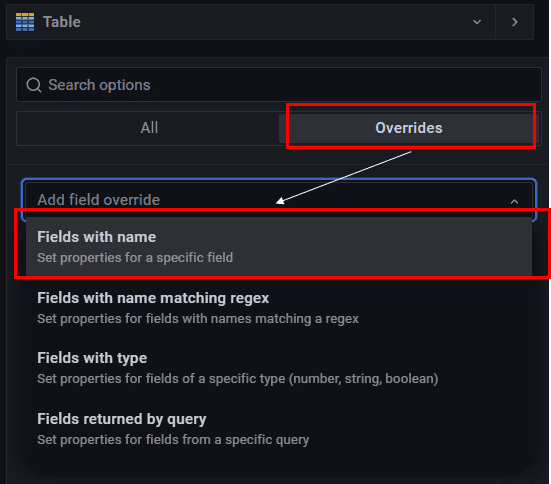 Table
Search options
All
Overrides
Add field override
Fields with name
Set properties for a specific field
Fields with name matching regex
Set properties for fields with names matching a regex
Fields with type
Set properties for fields of a specific type (number, string, boolean)
Fields returned by query
Set properties for fields from a specific query